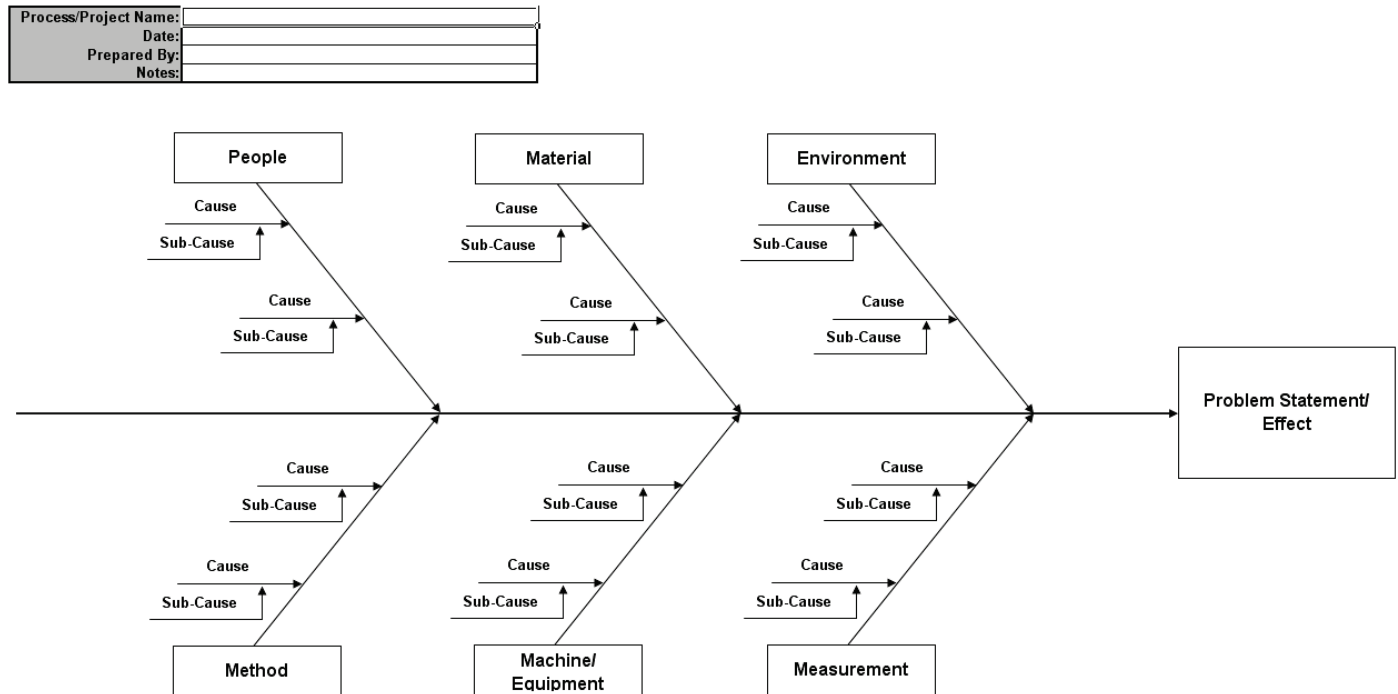 Process/Project Name:
Date:
Prepared By:
Notes:
People
Material
Environment
Cause
Sub-Cause
Cause
Sub-Cause
Cause
Sub-Cause
Cause
Sub-Cause
Cause
Sub-Cause
Cause
Sub-Cause
Problem Statement/
Effect
Cause
Sub-Cause
Cause
Sub-Cause
Cause
Sub-Cause
Cause
Sub-Cause
Cause
Sub-Cause
Cause
Sub-Cause
Method
Machine/
Equipment
Measurement